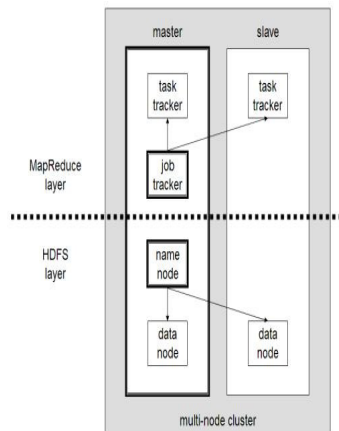 master
slave
task
tracker
task
tracker
MapReduce
layer
job
tracker
HDFS
layer
name
node
data
node
data
node
multi-node cluster